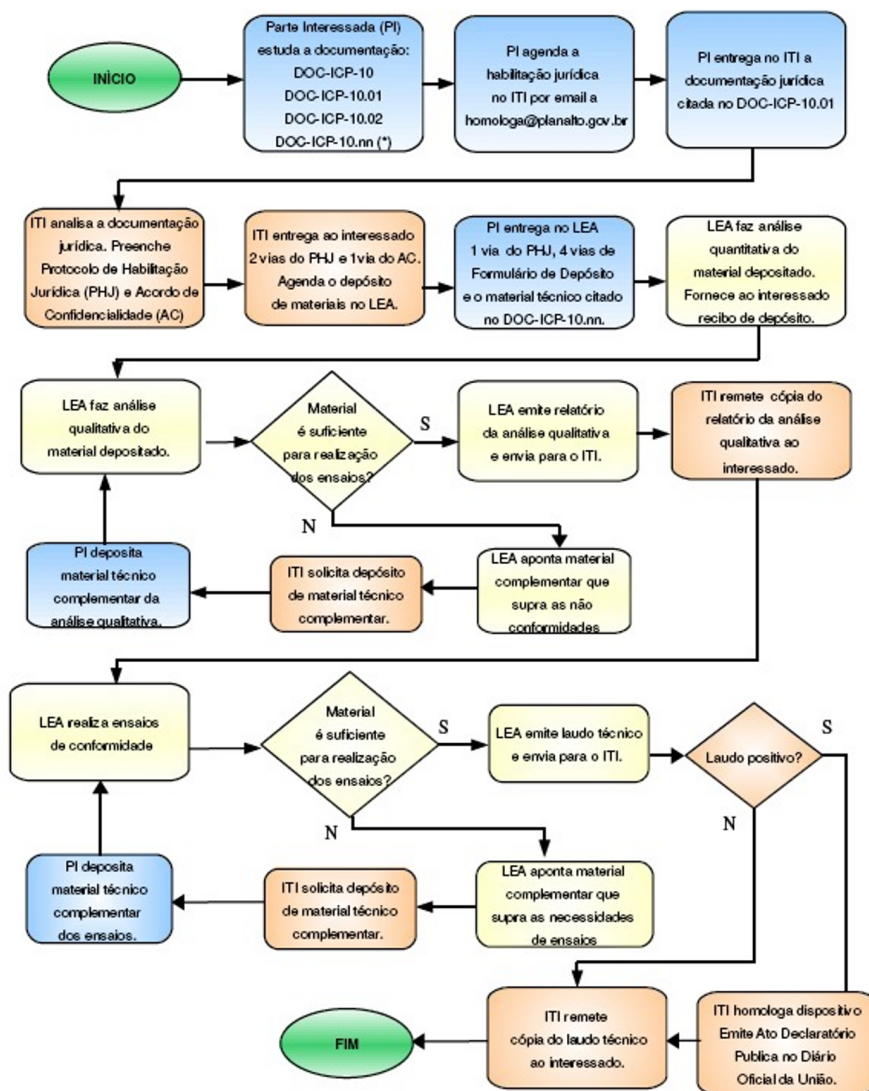 INÌCIO
Parte Interessada (PI)
estuda a documentação:
DOC-ICP-10
DOC-ICP-10.01
DOC-ICP-10.02
DOC-ICP-10.nn (*)
PI agenda a
habilitação jurídica
no ITI por email a
homologa@planalto.gov.br
PI entrega no ITI a
documentação jurídica
citada no DOC-ICP-10.01
ITI analisa a documentação
jurídica. Preenche
Protocolo de Habilitação
Jurídica (PHJ) e Acordo de
Confidencialidade (AC)
ITI entrega ao interessado
2 vias do PHJ e 1 via do AC.
Agenda o depósito
de materiais no LEA.
PI entrega no LEA
1 via do PHJ, 4 vias de
Formulário de Depósito
e o material técnico citado
no DOC-ICP-10.nn.
LEA faz análise
quantitativa do
material depositado.
Fornece ao interessado
recibo de depósito.
LEA faz análise
qualitativa do
material depositado.
Material
é suficiente
para realização
dos ensaios?
S
N
LEA emite relatório
da análise qualitativa
e envia para o ITI.
ITI remete cópia do
relatório da análise
qualitativa ao
interessado.
PI deposita
material técnico
complementar da
análise qualitativa.
ITI solicita depósito
de material técnico
complementar.
LEA aponta material
complementar que
supra as não
conformidades
LEA realiza ensaios
de conformidade
Material
é suficiente
para realização
dos ensaios?
S
N
LEA emite laudo técnico
e envia para o ITI.
Laudo positivo?
S
N
PI deposita
material técnico
complementar
dos ensaios.
ITI solicita depósito
de material técnico
complementar.
LEA aponta material
complementar que
supra as necessidades
de ensaios
FIM
ITI remete
cópia do laudo técnico
ao interessado.
ITI homologa dispositivo
Emite Ato Declaratório
Publica no Diário
Oficial da União.